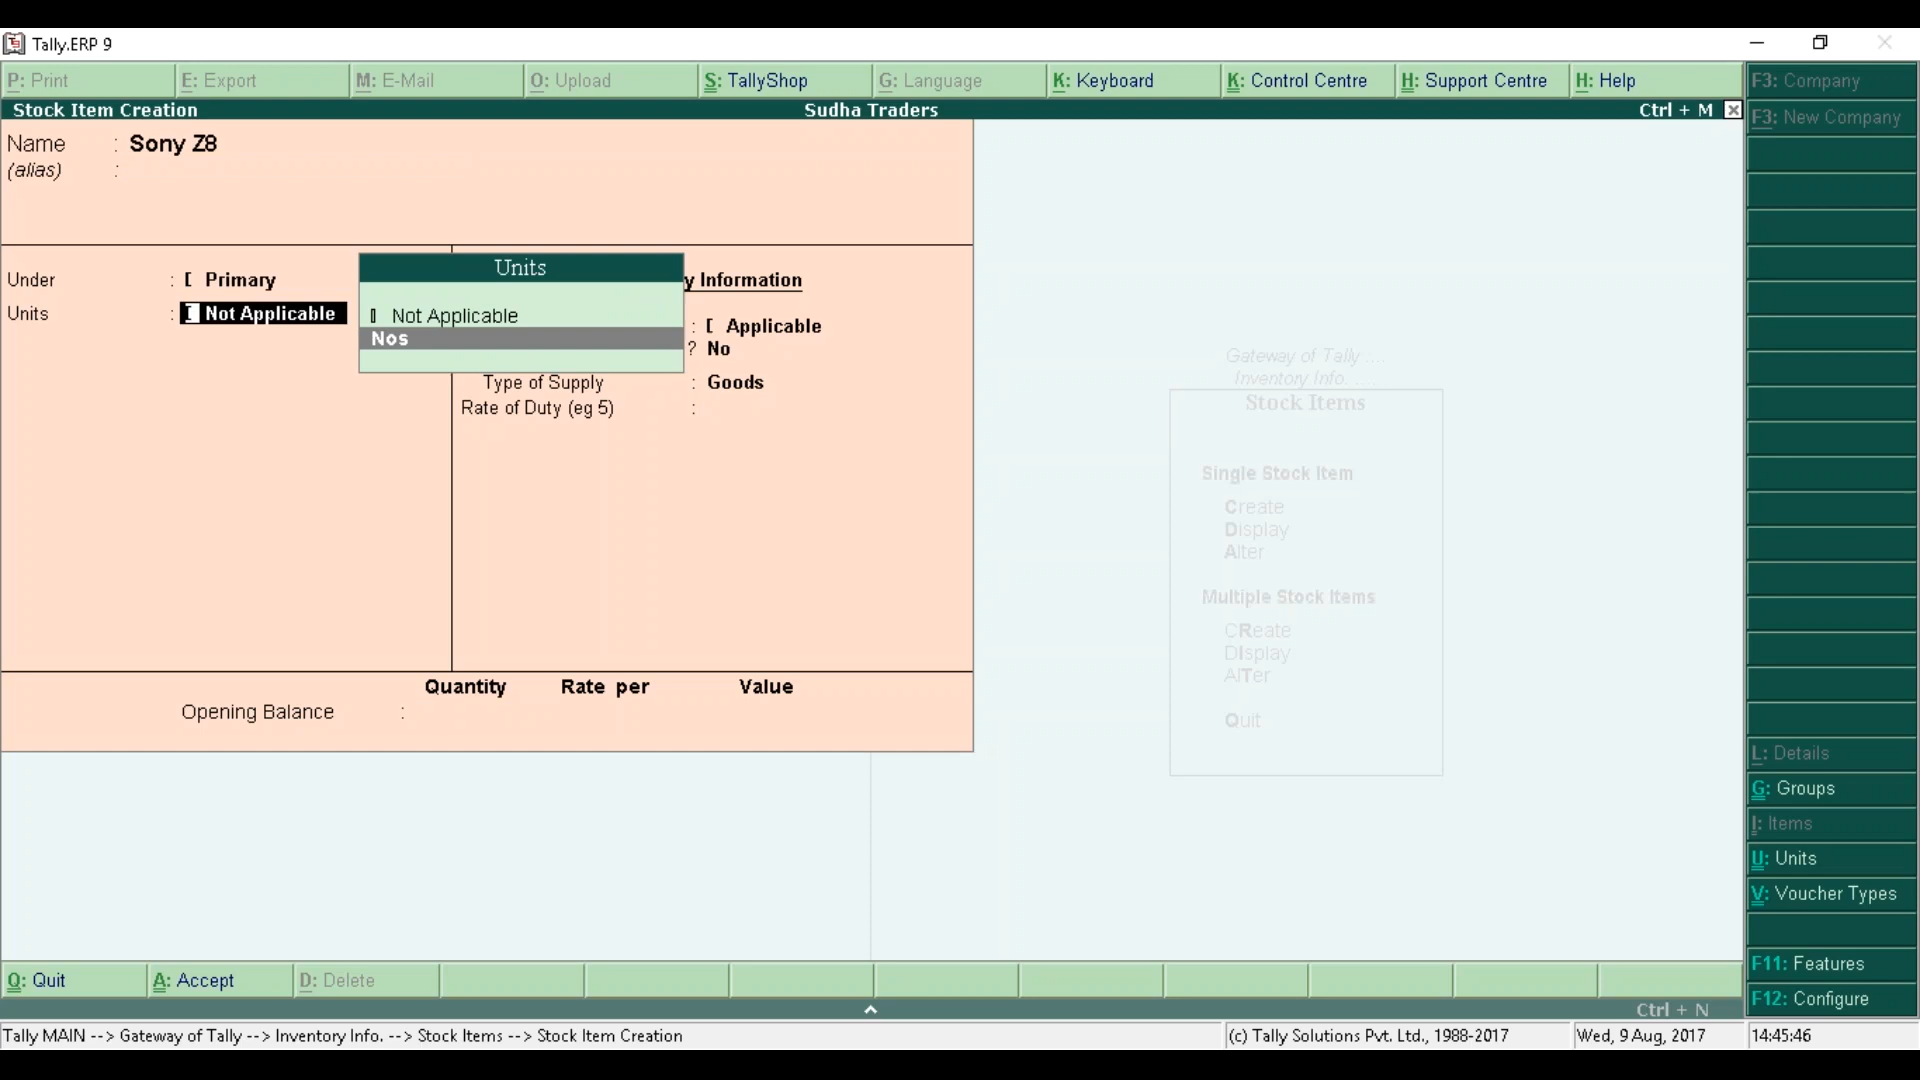 Tally.ERP 9
P: Print E: Export M: E-Mail O: Upload S: TallyShop G: Language K: Keyboard K: Control Centre H: Support Centre H: Help
F3: Company
Stock Item Creation Sudha Traders Ctrl + M
F3: New Company
Name : Sony Z8
(alias) :
Under : Primary
Units : Not Applicable
Units
Not Applicable
Nos
y Information
: Applicable
? No
Type of Supply : Goods
Rate of Duty (eg 5) :
Quantity Rate per Value
Opening Balance :
Gateway of Tally ....
Inventory Info. ....
Stock Items
Single Stock Item
Create
Display
Alter
Multiple Stock Items
CReate
DIsplay
AlTer
Quit
L: Details
G: Groups
I: Items
U: Units
V: Voucher Types
F11: Features
F12: Configure
Q: Quit A: Accept D: Delete
Ctrl + N
Tally MAIN --> Gateway of Tally --> Inventory Info. --> Stock Items --> Stock Item Creation (c) Tally Solutions Pvt. Ltd., 1988-2017 Wed, 9 Aug, 2017 14:45:46